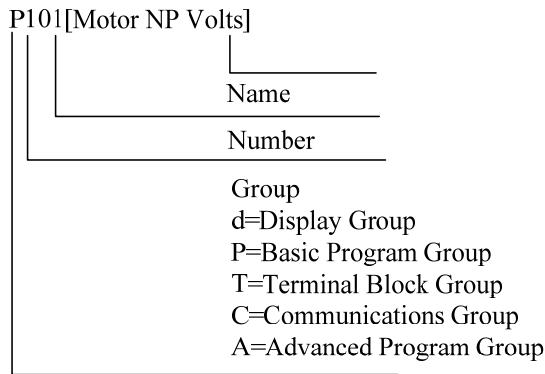 P101[Motor NP Volts]
Name
Number
Group
d=Display Group
P=Basic Program Group
T=Terminal Block Group
C=Communications Group
A=Advanced Program Group